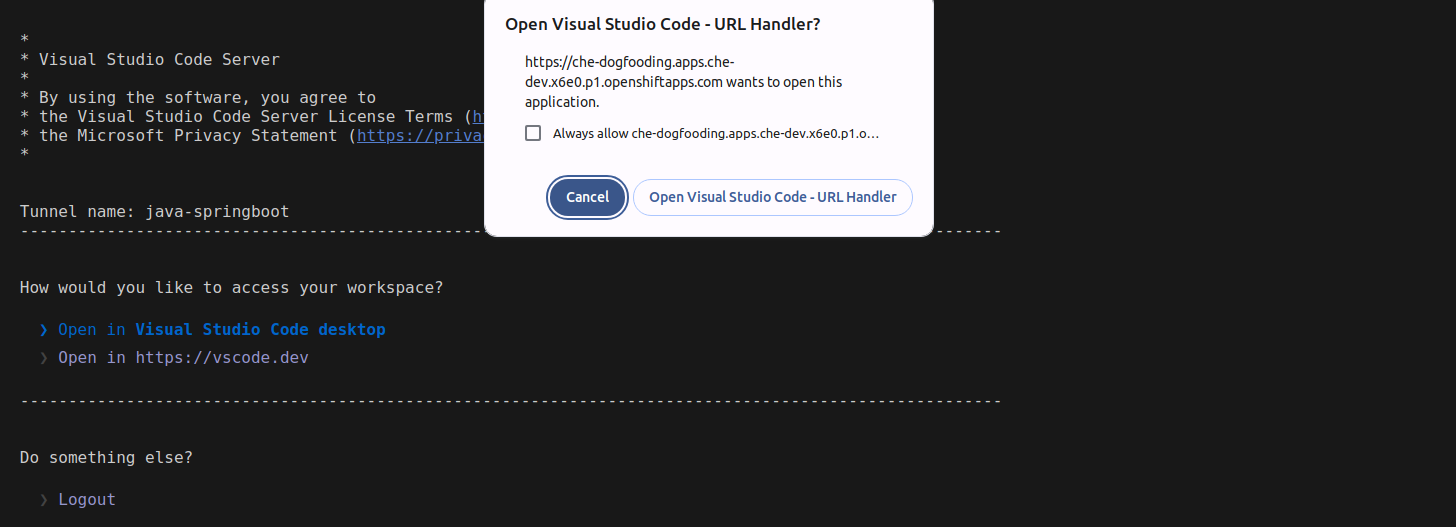 *
* Visual Studio Code Server
*
* By using the software, you agree to
* the Visual Studio Code Server License Terms (
* the Microsoft Privacy Statement (https://priva
*
Tunnel name: java-springboot
------------------------------------------------------------------------------------------------------
How would you like to access your workspace?
❯ Open in Visual Studio Code desktop
❯ Open in https://vscode.dev
------------------------------------------------------------------------------------------------------
Do something else?
❯ Logout
Open Visual Studio Code - URL Handler?
https://che-dogfooding.apps.che-
dev.x6e0.p1.openshiftapps.com wants to open this
application.
Always allow che-dogfooding.apps.che-dev.x6e0.p1.o…
Cancel
Open Visual Studio Code - URL Handler